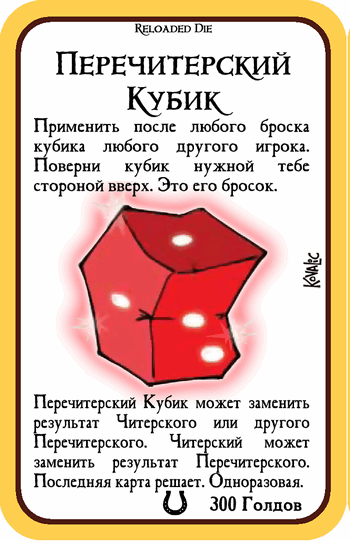 Reloaded Die
Перечитерский
Кубик
Применить после любого броска
кубика любого другого игрока.
Поверни кубик нужной тебе
стороной вверх. Это его бросок.
Kovalic
Перечитерский Кубик может заменить
результат Читерского или другого
Перечитерского. Читерский может
заменить результат Перечитерского.
Последняя карта решает. Одноразовая.
300 Голдов